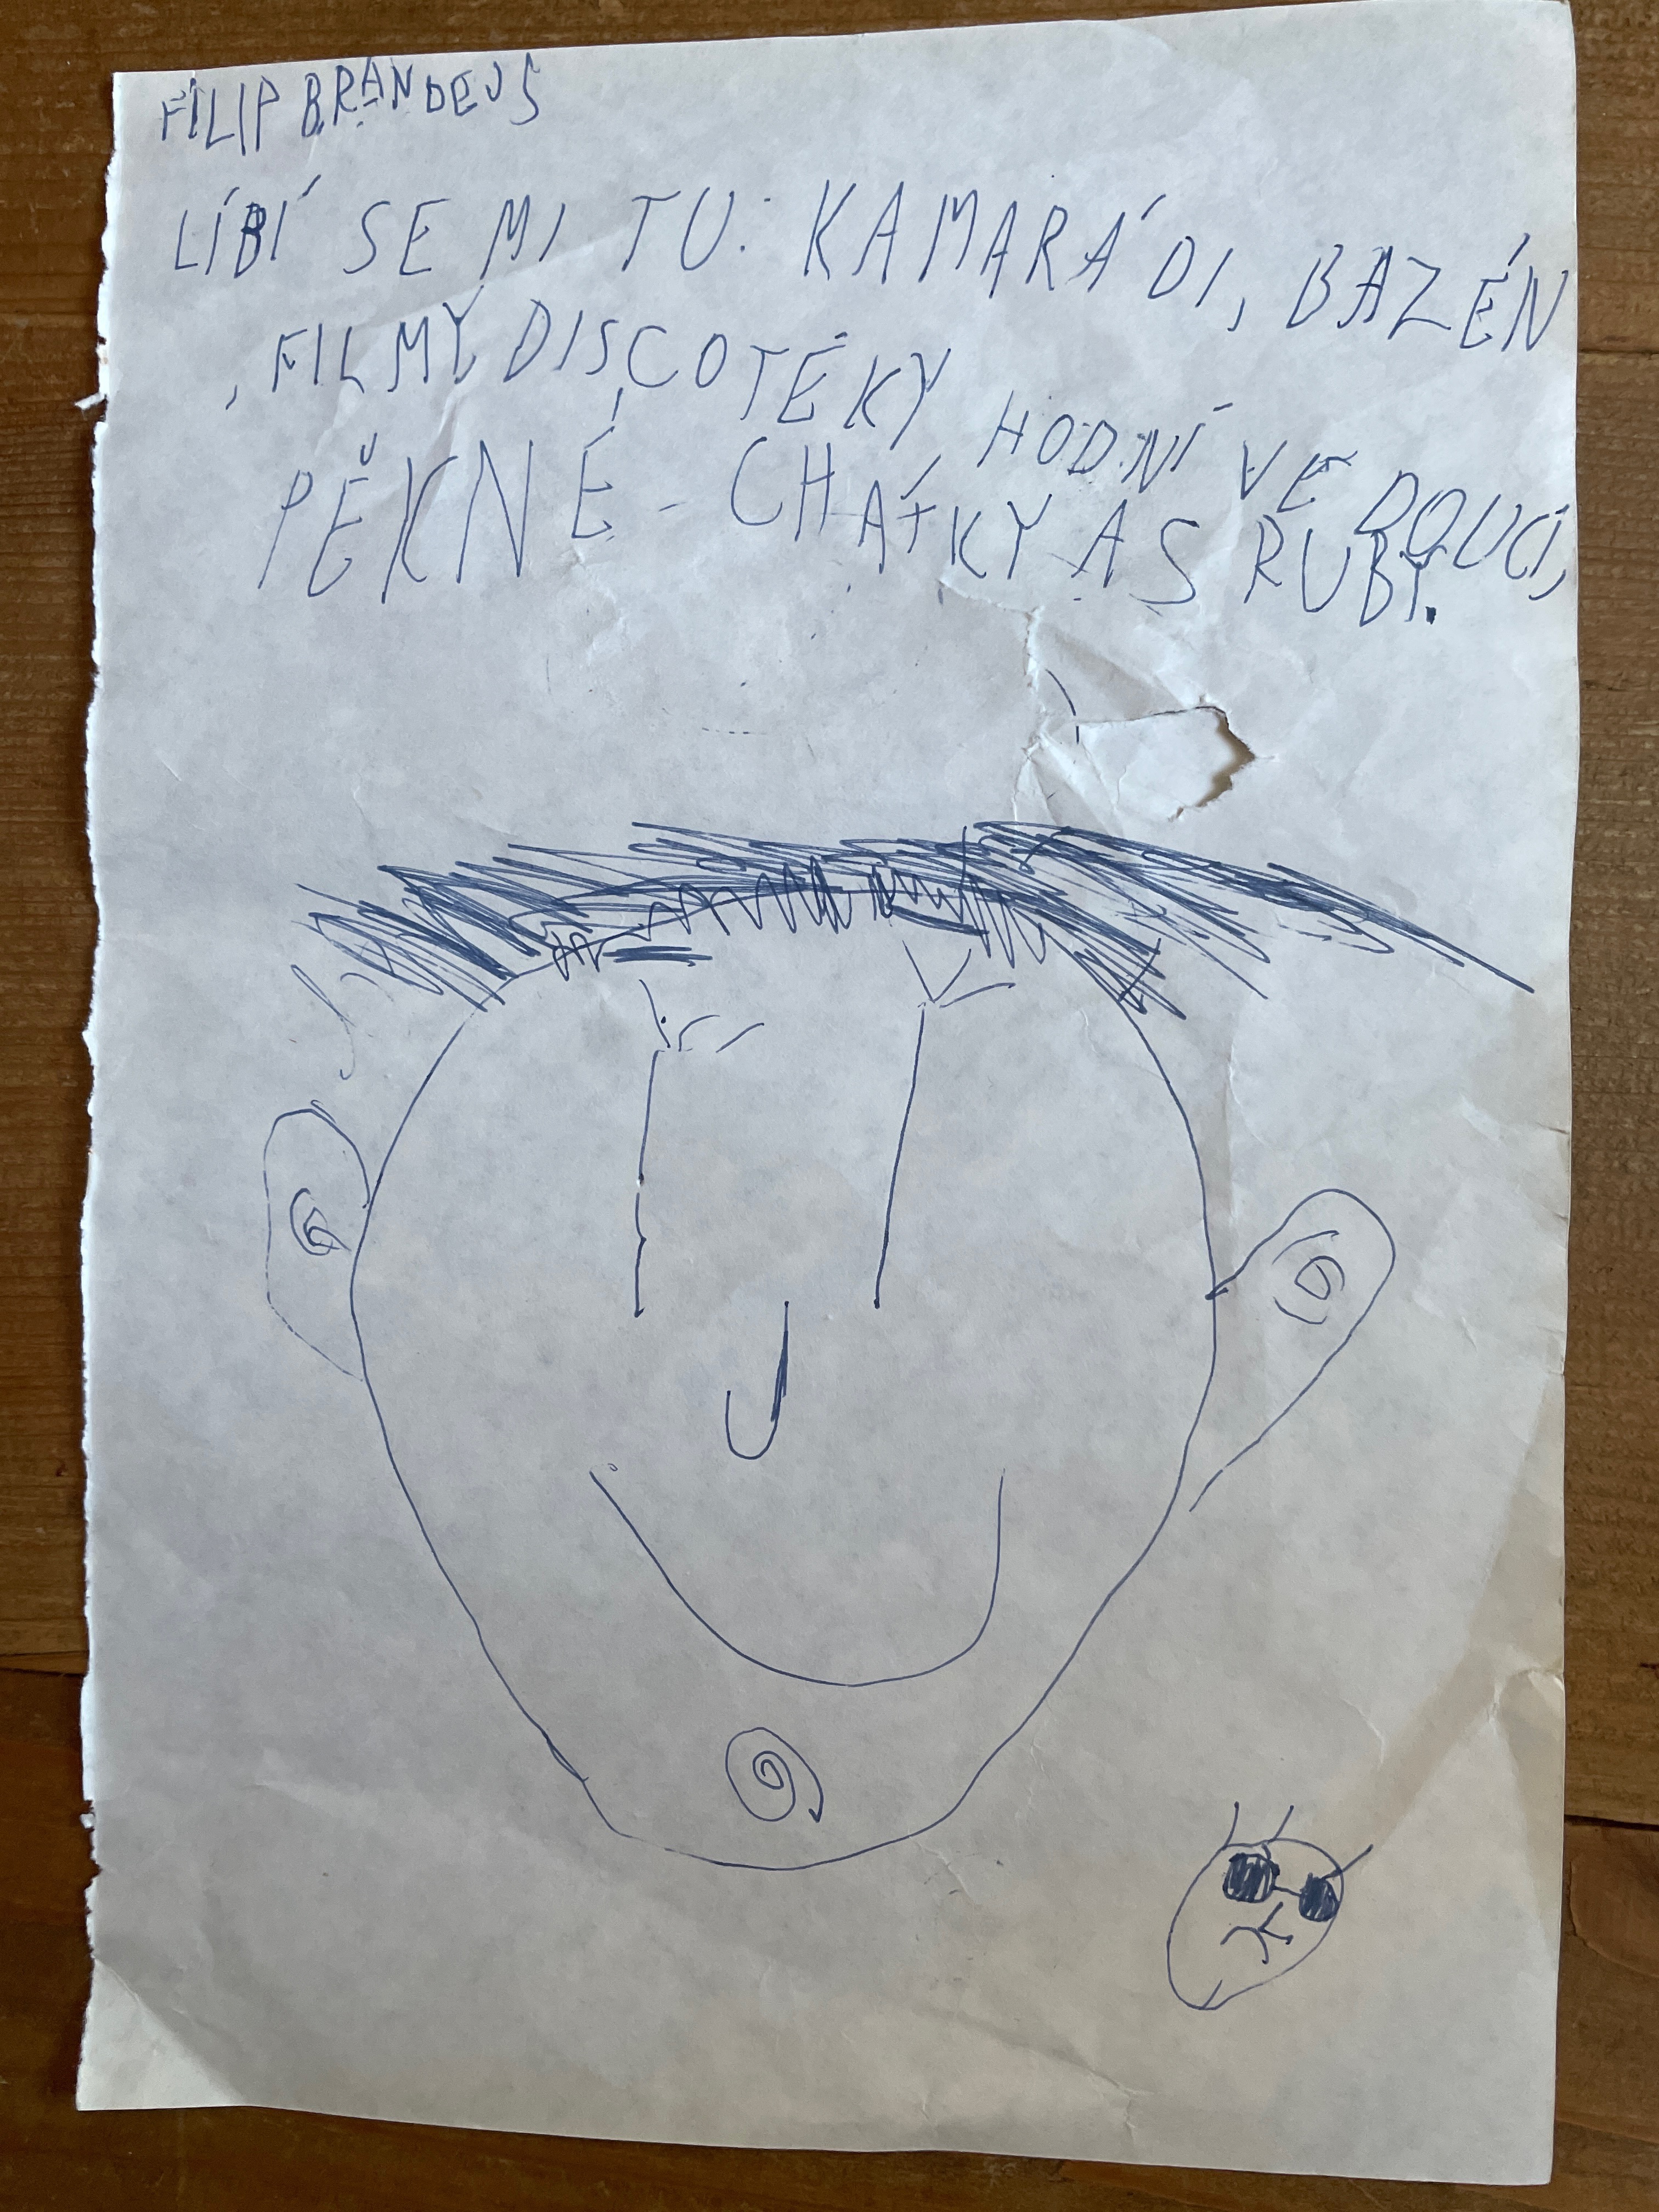 FILIP BRANDEJS
LÍBÍ SE MI TU: KAMARÁDI, BAZÉN
, FILMY, DISCOTÉKY, HODNÍ VEDOUCÍ,
PĚKNÉ - CHATKY A SRUBY.